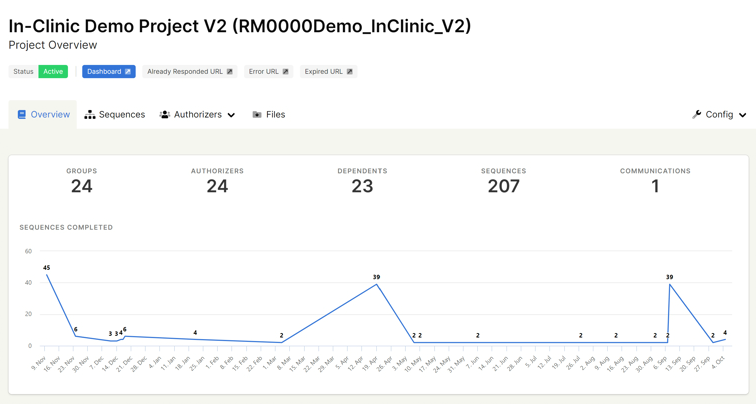 In-Clinic Demo Project V2 (RM0000Demo_InClinic_V2)
Project Overview
Status Active Dashboard Already Responded URL Error URL Expired URL
Overview Sequences Authorizers Files Config
GROUPS AUTHORIZERS DEPENDENTS SEQUENCES COMMUNICATIONS
24 24 23 207 1
SEQUENCES COMPLETED
60
40
20
0
45 6 3 3 4 6 4 2 39 2 2 2 2 2 2 2 39 2 4
9. Nov 16. Nov 23. Nov 30. Nov 7. Dec 14. Dec 21. Dec 28. Dec 4. Jan 11. Jan 18. Jan 25. Jan 1. Feb 8. Feb 15. Feb 22. Feb 1. Mar 8. Mar 15. Mar 22. Mar 29. Mar 5. Apr 12. Apr 19. Apr 26. Apr 3. May 10. May 17. May 24. May 31. May 7. Jun 14. Jun 21. Jun 28. Jun 5. Jul 12. Jul 19. Jul 26. Jul 2. Aug 9. Aug 16. Aug 23. Aug 30. Aug 6. Sep 13. Sep 20. Sep 27. Sep 4. Oct